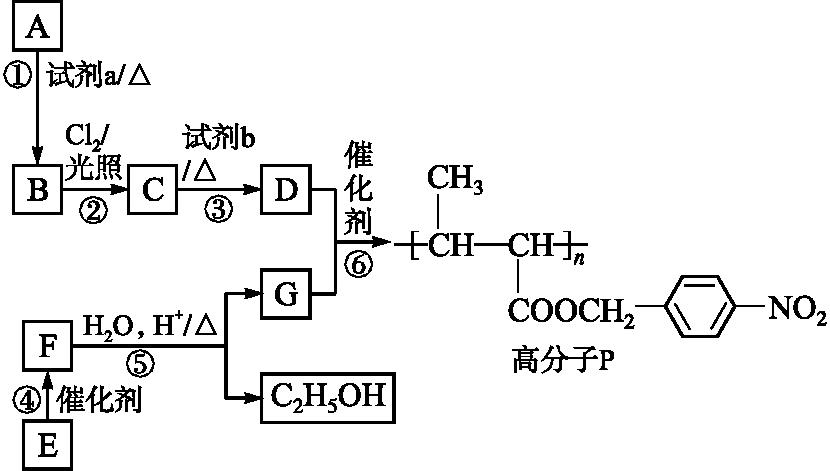 A
① 试剂a/△
Cl₂/
光照
试剂b
/△
催
化
剂
B
②
C
③
D
⑥
CH₃
[CH—CH]ₙ
COOCH₂
NO₂
高分子P
G
F
H₂O，H⁺/△
⑤
C₂H₅OH
④ 催化剂
E